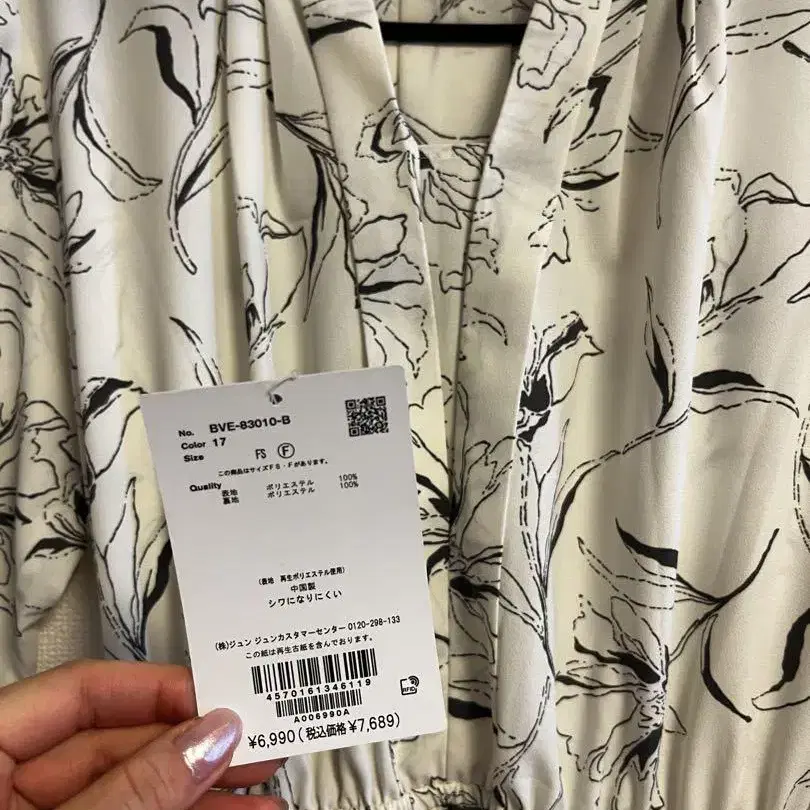 No. BVE-83010-B
Color 17
Size FS Ⓕ
この商品はサイズFS・Fがあります。
Quality
表地 ポリエステル 100%
裏地 ポリエステル 100%
(表地 再生ポリエステル使用)
中国製
シワになりにくい
(株)ジュン ジュンカスタマーセンター 0120-298-133
この紙は再生古紙を含んでおります。
4570161346119
RFID
A006990A
¥6,990(税込価格¥7,689)